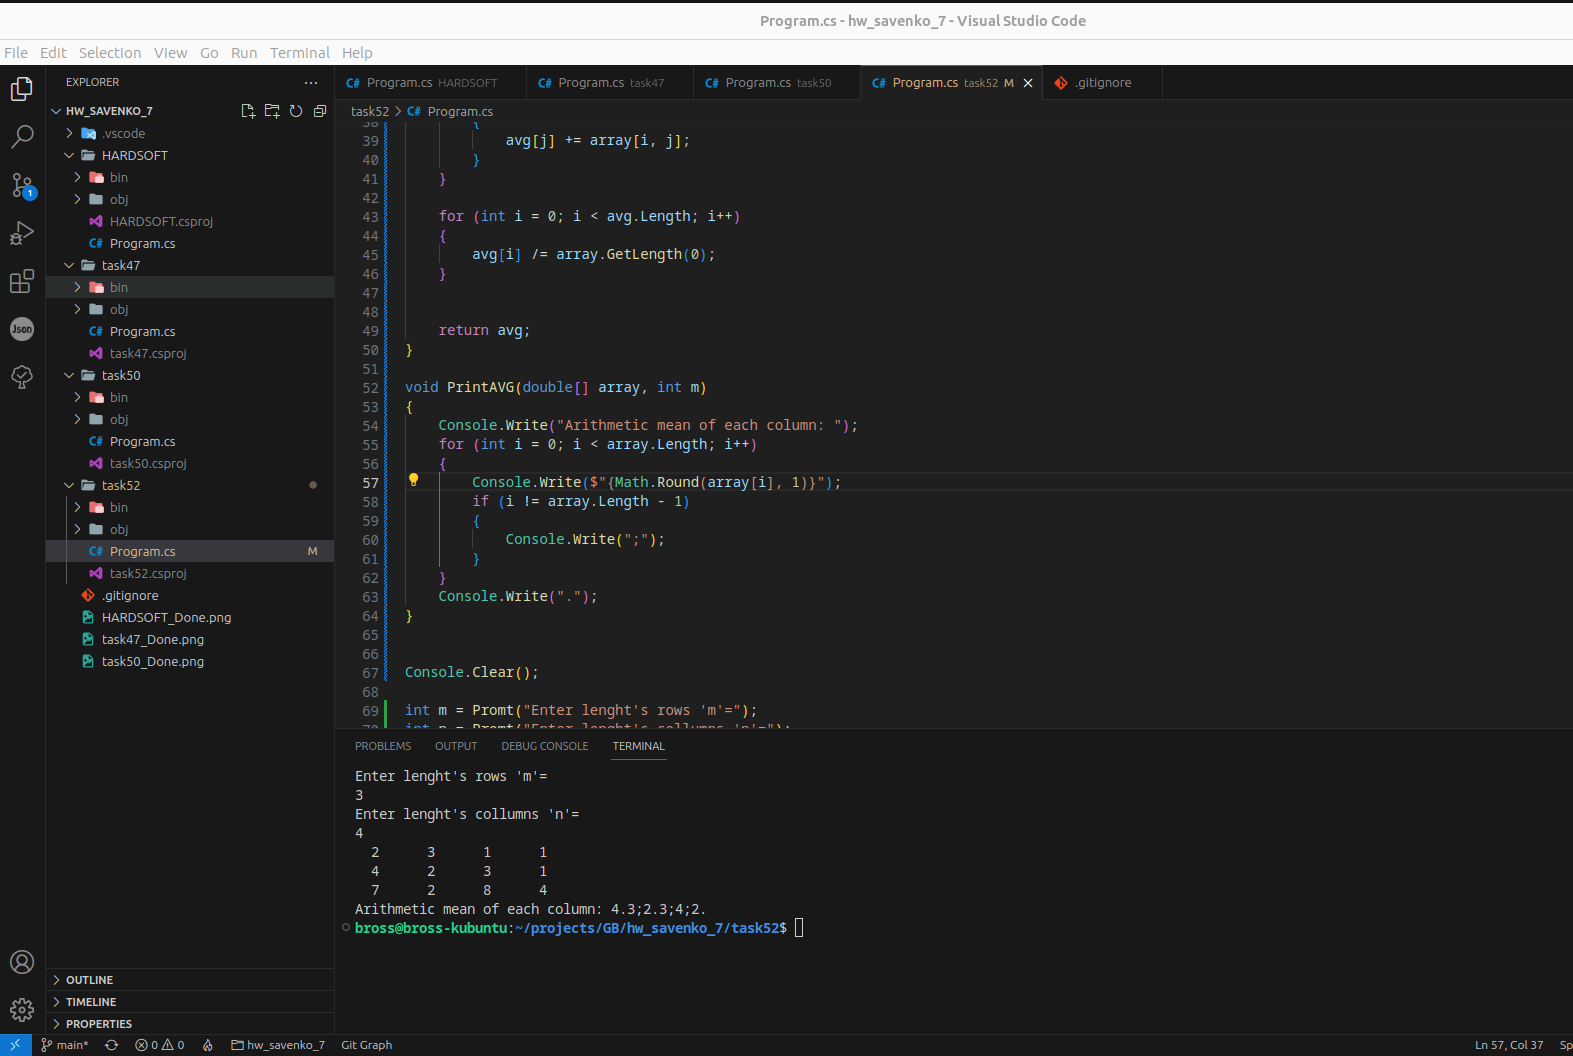 Program.cs - hw_savenko_7 - Visual Studio Code
File Edit Selection View Go Run Terminal Help
EXPLORER ...
HW_SAVENKO_7
.vscode
HARDSOFT
bin
obj
HARDSOFT.csproj
C# Program.cs
task47
bin
obj
C# Program.cs
task47.csproj
task50
bin
obj
C# Program.cs
task50.csproj
task52
bin
obj
C# Program.cs M
task52.csproj
.gitignore
HARDSOFT_Done.png
task47_Done.png
task50_Done.png
OUTLINE
TIMELINE
PROPERTIES
Json
1
C# Program.cs HARDSOFT C# Program.cs task47 C# Program.cs task50 C# Program.cs task52 M .gitignore
task52 > C# Program.cs
38 {
39 avg[j] += array[i, j];
40 }
41 }
42
43 for (int i = 0; i < avg.Length; i++)
44 {
45 avg[i] /= array.GetLength(0);
46 }
47
48
49 return avg;
50 }
51
52 void PrintAVG(double[] array, int m)
53 {
54 Console.Write("Arithmetic mean of each column: ");
55 for (int i = 0; i < array.Length; i++)
56 {
57 Console.Write($"{Math.Round(array[i], 1)}");
58 if (i != array.Length - 1)
59 {
60 Console.Write(";");
61 }
62 }
63 Console.Write(".");
64 }
65
66
67 Console.Clear();
68
69 int m = Promt("Enter lenght's rows 'm'=");
70 int n = Promt("Enter lenght's collumns 'n'=");
PROBLEMS OUTPUT DEBUG CONSOLE TERMINAL
Enter lenght's rows 'm'=
3
Enter lenght's collumns 'n'=
4
2 3 1 1
4 2 3 1
7 2 8 4
Arithmetic mean of each column: 4.3;2.3;4;2.
bross@bross-kubuntu:~/projects/GB/hw_savenko_7/task52$
main* 0 0 hw_savenko_7 Git Graph Ln 57, Col 37 Sp